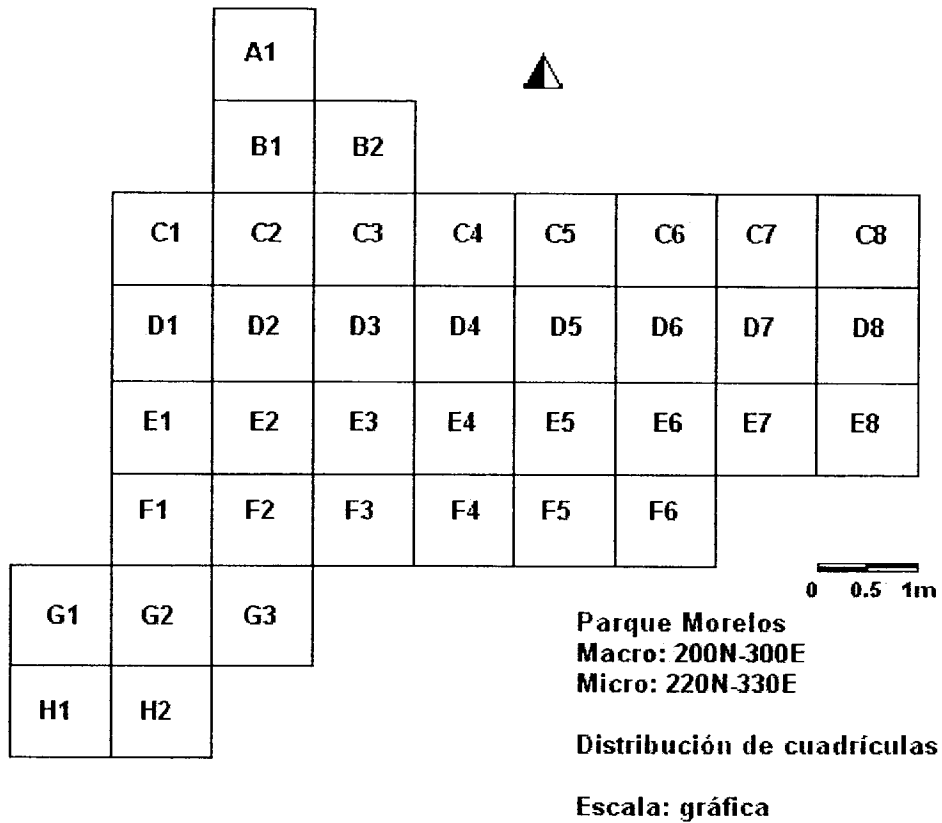 A1
B1 B2
C1 C2 C3 C4 C5 C6 C7 C8
D1 D2 D3 D4 D5 D6 D7 D8
E1 E2 E3 E4 E5 E6 E7 E8
F1 F2 F3 F4 F5 F6
G1 G2 G3
H1 H2
0 0.5 1m
Parque Morelos
Macro: 200N-300E
Micro: 220N-330E
Distribución de cuadrículas
Escala: gráfica